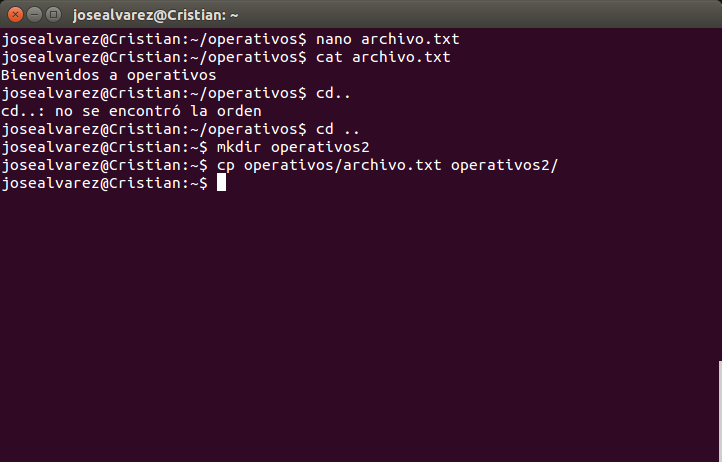 josealvarez@Cristian: ~
josealvarez@Cristian:~/operativos$ nano archivo.txt
josealvarez@Cristian:~/operativos$ cat archivo.txt
Bienvenidos a operativos
josealvarez@Cristian:~/operativos$ cd..
cd..: no se encontró la orden
josealvarez@Cristian:~/operativos$ cd ..
josealvarez@Cristian:~$ mkdir operativos2
josealvarez@Cristian:~$ cp operativos/archivo.txt operativos2/
josealvarez@Cristian:~$